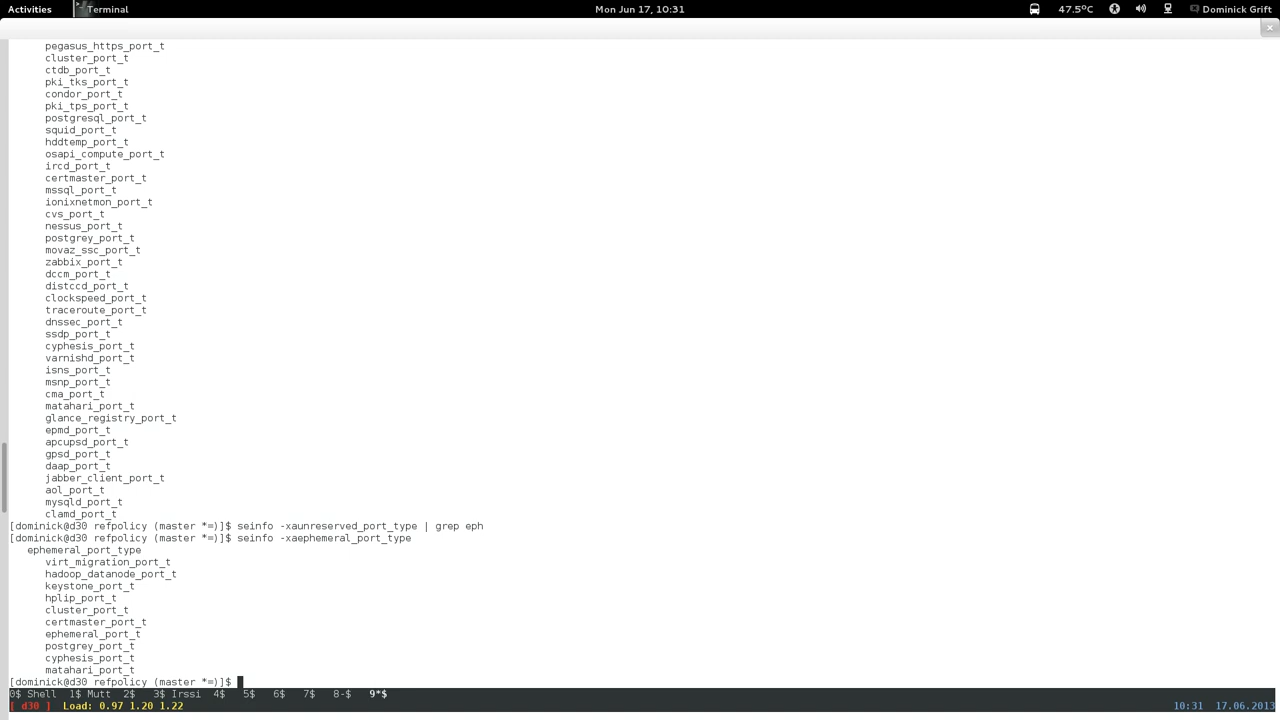 Activities Terminal Mon Jun 17, 10:31 47.5°C Dominick Grift
pegasus_https_port_t
cluster_port_t
ctdb_port_t
pki_tks_port_t
condor_port_t
pki_tps_port_t
postgresql_port_t
squid_port_t
hddtemp_port_t
osapi_compute_port_t
ircd_port_t
certmaster_port_t
mssql_port_t
ionixnetmon_port_t
cvs_port_t
nessus_port_t
postgrey_port_t
movaz_ssc_port_t
zabbix_port_t
dccm_port_t
distccd_port_t
clockspeed_port_t
traceroute_port_t
dnssec_port_t
ssdp_port_t
cyphesis_port_t
varnishd_port_t
isns_port_t
msnp_port_t
cma_port_t
matahari_port_t
glance_registry_port_t
epmd_port_t
apcupsd_port_t
gpsd_port_t
daap_port_t
jabber_client_port_t
aol_port_t
mysqld_port_t
clamd_port_t
[dominick@d30 refpolicy (master *=)]$ seinfo -xaunreserved_port_type | grep eph
[dominick@d30 refpolicy (master *=)]$ seinfo -xaephemeral_port_type
ephemeral_port_type
virt_migration_port_t
hadoop_datanode_port_t
keystone_port_t
hplip_port_t
cluster_port_t
certmaster_port_t
ephemeral_port_t
postgrey_port_t
cyphesis_port_t
matahari_port_t
[dominick@d30 refpolicy (master *=)]$
0$ Shell 1$ Mutt 2$ 3$ Irssi 4$ 5$ 6$ 7$ 8-$ 9*$
[ d30 ] Load: 0.97 1.20 1.22 10:31 17.06.2013